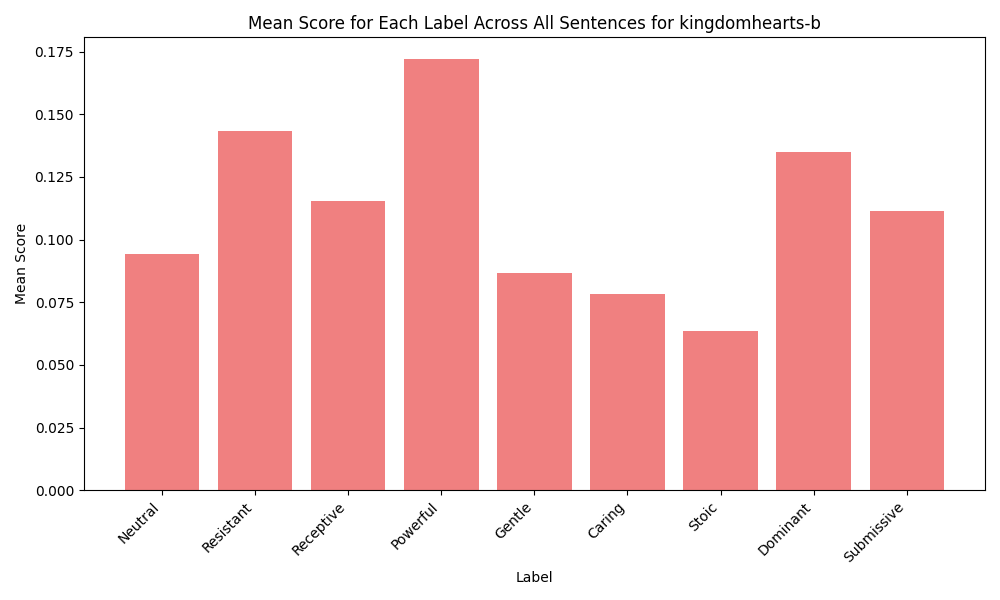 Mean Score for Each Label Across All Sentences for kingdomhearts-b
Mean Score
0.175
0.150
0.125
0.100
0.075
0.050
0.025
0.000
Neutral
Resistant
Receptive
Powerful
Gentle
Caring
Stoic
Dominant
Submissive
Label